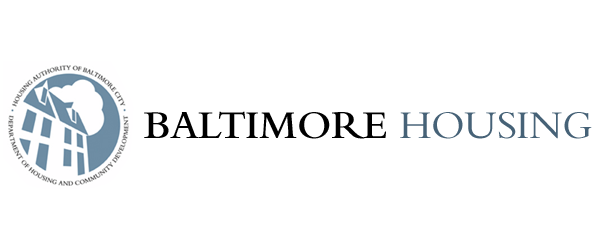 HOUSING AUTHORITY OF BALTIMORE CITY
DEPARTMENT OF HOUSING AND COMMUNITY DEVELOPMENT
BALTIMORE HOUSING